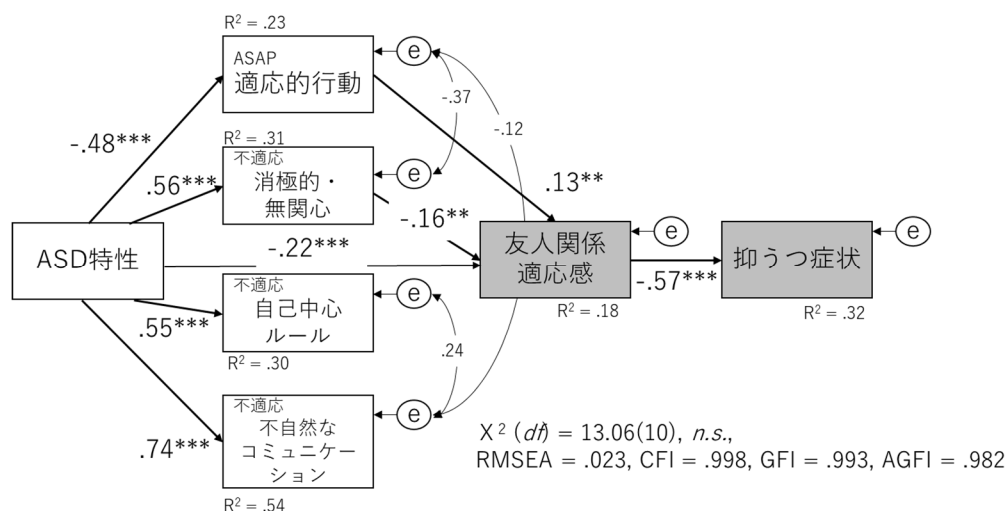 R² = .23
ASAP
適応的行動
e
-.37
-.12
-.48***
R² = .31
不適応
消極的・
無関心
e
.56***
.13**
-.16**
ASD特性
-.22***
友人関係
適応感
e
R² = .18
-.57***
抑うつ症状
e
R² = .32
不適応
自己中心
ルール
e
.55***
R² = .30
.24
不適応
不自然な
コミュニケー
ション
e
.74***
R² = .54
X² (df) = 13.06(10), n.s.,
RMSEA = .023, CFI = .998, GFI = .993, AGFI = .982